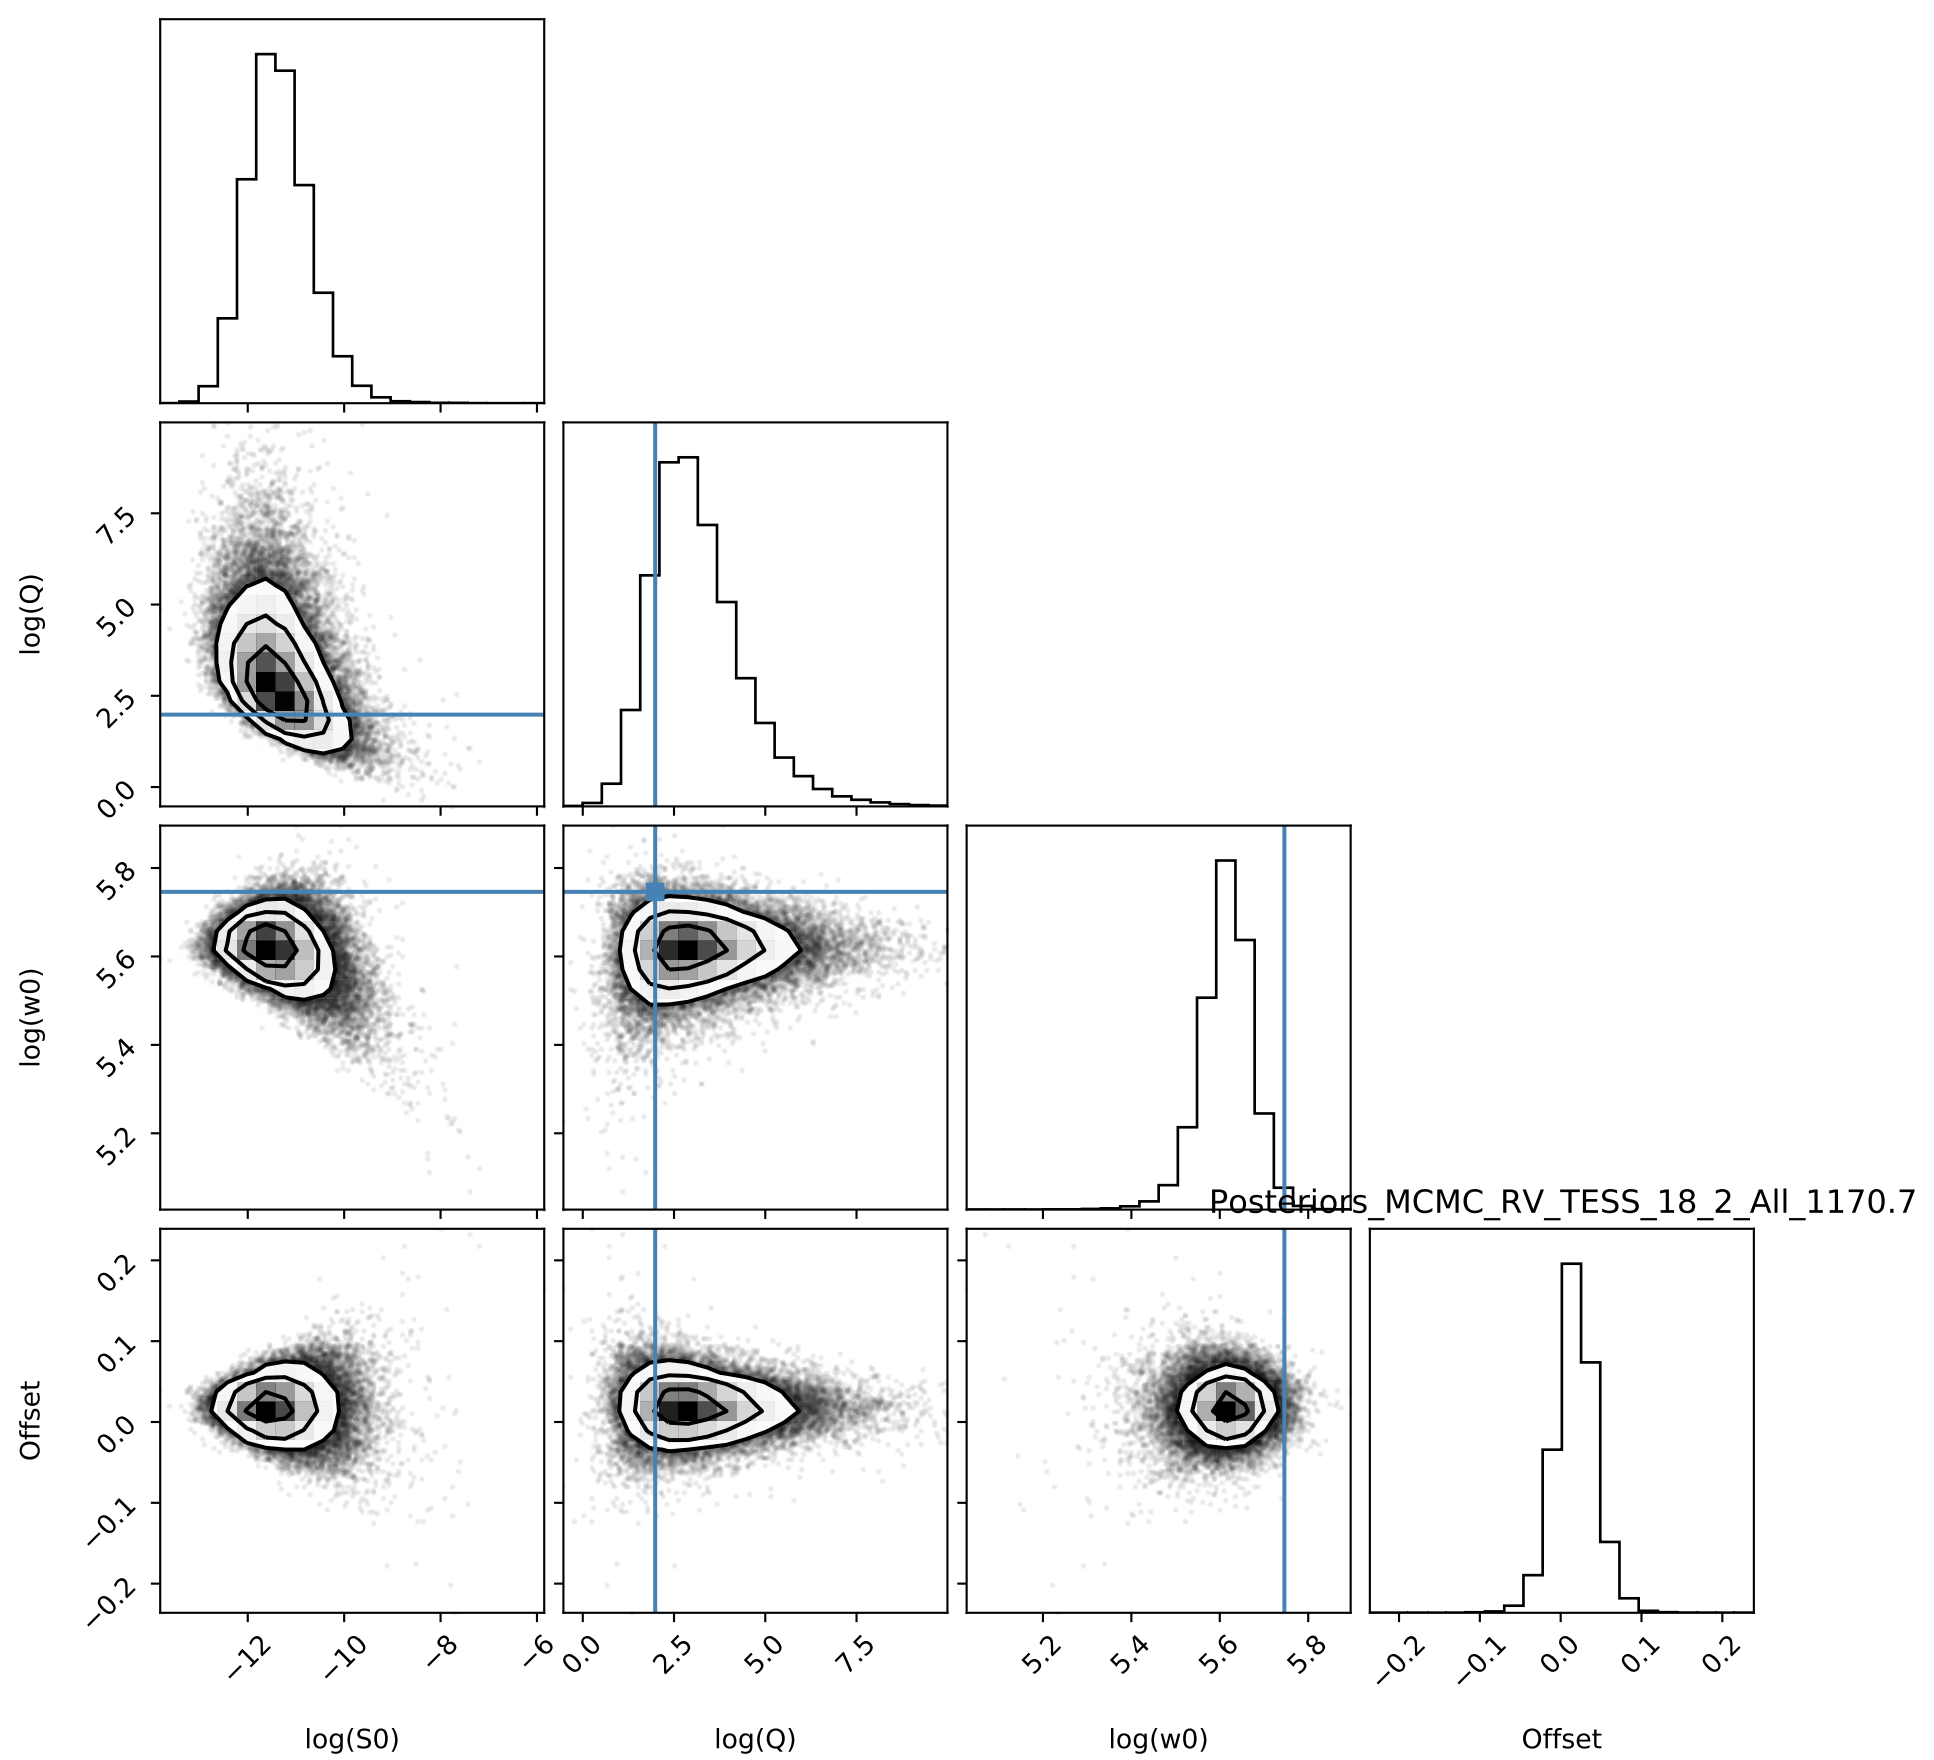 7.5
5.0
2.5
0.0
log(Q)
5.8
5.6
5.4
5.2
log(w0)
Posteriors_MCMC_RV_TESS_18_2_All_1170.7
0.2
0.1
0.0
−0.1
−0.2
Offset
−12 −10 −8 −6 0.0 2.5 5.0 7.5 5.2 5.4 5.6 5.8 −0.2 −0.1 0.0 0.1 0.2
log(S0) log(Q) log(w0) Offset